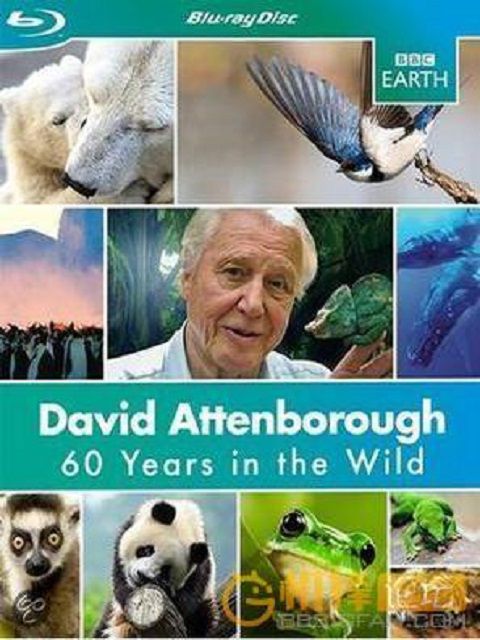 Blu-ray Disc
BBC
EARTH
David Attenborough
60 Years in the Wild